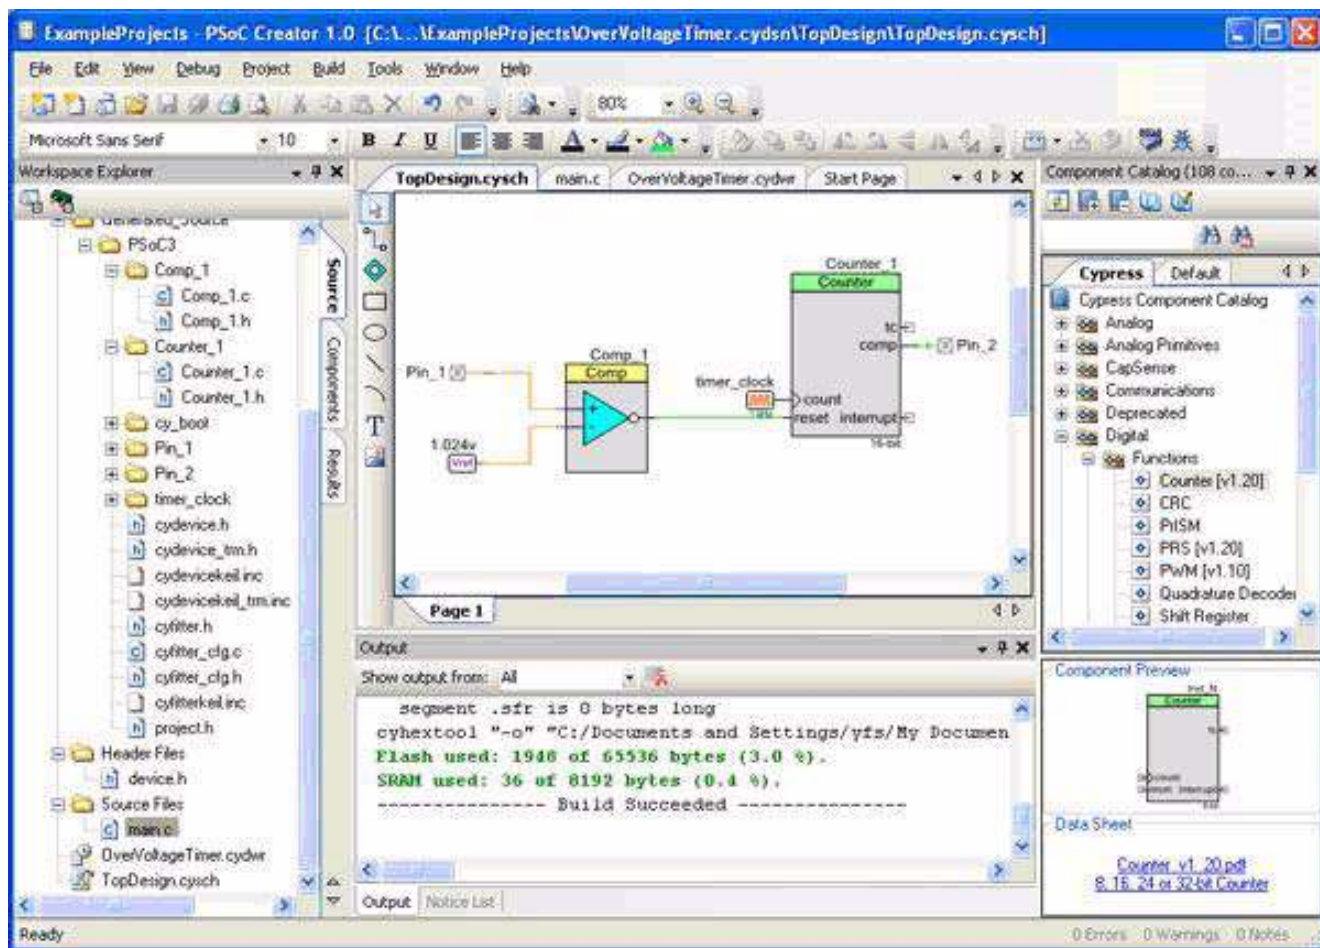 ExampleProjects - PSoC Creator 1.0 [C:\...\ExampleProjects\OverVoltageTimer.cydsn\TopDesign\TopDesign.cysch]
File Edit View Debug Project Build Tools Window Help
80%
Microsoft Sans Serif 10 B I U A
Workspace Explorer
Generated_Source
PSoC3
Comp_1
Comp_1.c
Comp_1.h
Counter_1
Counter_1.c
Counter_1.h
cy_boot
Pin_1
Pin_2
timer_clock
cydevice.h
cydevice_trm.h
cydevicekeil.inc
cydevicekeil_trm.inc
cyfitter.h
cyfitter_cfg.c
cyfitter_cfg.h
cyfitterkeil.inc
project.h
Header Files
device.h
Source Files
main.c
OverVoltageTimer.cydwr
TopDesign.cysch
Source
Components
Results
TopDesign.cysch main.c OverVoltageTimer.cydwr Start Page
T
Pin_1
1.024v
Vref
Comp_1
Comp
timer_clock
Counter_1
Counter
tc
comp
Pin_2
count
reset interrupt
16-bit
Page 1
Output
Show output from: All
segment .sfr is 0 bytes long
cyhextool "-o" "C:/Documents and Settings/yfs/My Documen
Flash used: 1948 of 65536 bytes (3.0 %).
SRAM used: 36 of 8192 bytes (0.4 %).
--------------- Build Succeeded ---------------
Output Notice List
Component Catalog (108 co...
Cypress Default
Cypress Component Catalog
Analog
Analog Primitives
CapSense
Communications
Deprecated
Digital
Functions
Counter [v1.20]
CRC
PrISM
PRS [v1.20]
PWM [v1.10]
Quadrature Decoder
Shift Register
Component Preview
Counter
count
interrupt
Data Sheet
Counter_v1_20.pdf
8, 16, 24 or 32-bit Counter
Ready
0 Errors 0 Warnings 0 Notes